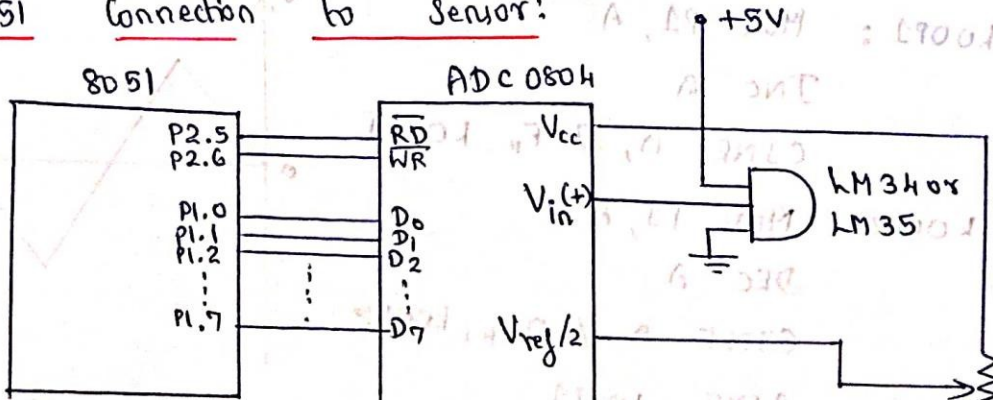 51 Connection to Sensor:
+5V
8051
ADC 0804
P2.5
P2.6
P1.0
P1.1
P1.2
P1.7
RD
WR
D0
D1
D2
D7
Vcc
Vin(+)
Vref/2
LM34 or
LM35